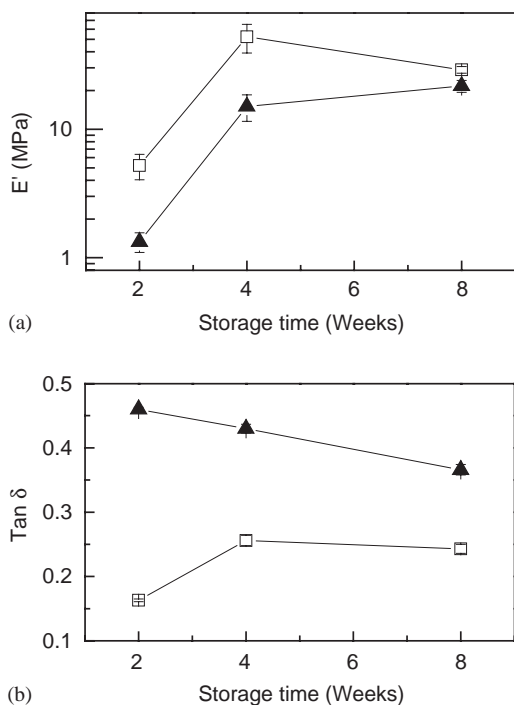 E' (MPa)
10
1
2 4 6 8
(a) Storage time (Weeks)
Tan δ
0.5
0.4
0.3
0.2
0.1
2 4 6 8
(b) Storage time (Weeks)